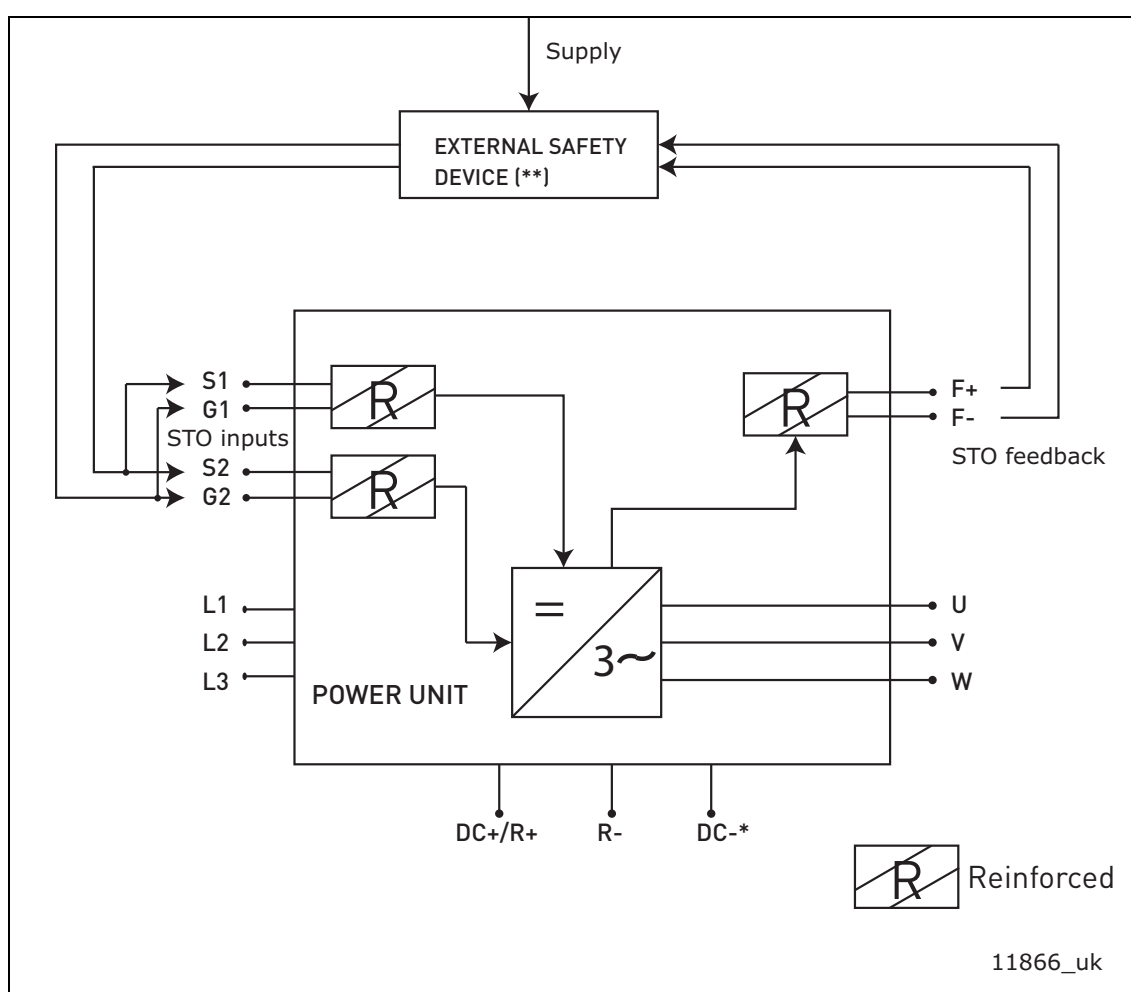 Supply
EXTERNAL SAFETY
DEVICE (**)
S1
G1
STO inputs
S2
G2
R
R
R
F+
F-
STO feedback
L1
L2
L3
=
3~
U
V
W
POWER UNIT
DC+/R+
R-
DC-*
R
Reinforced
11866_uk